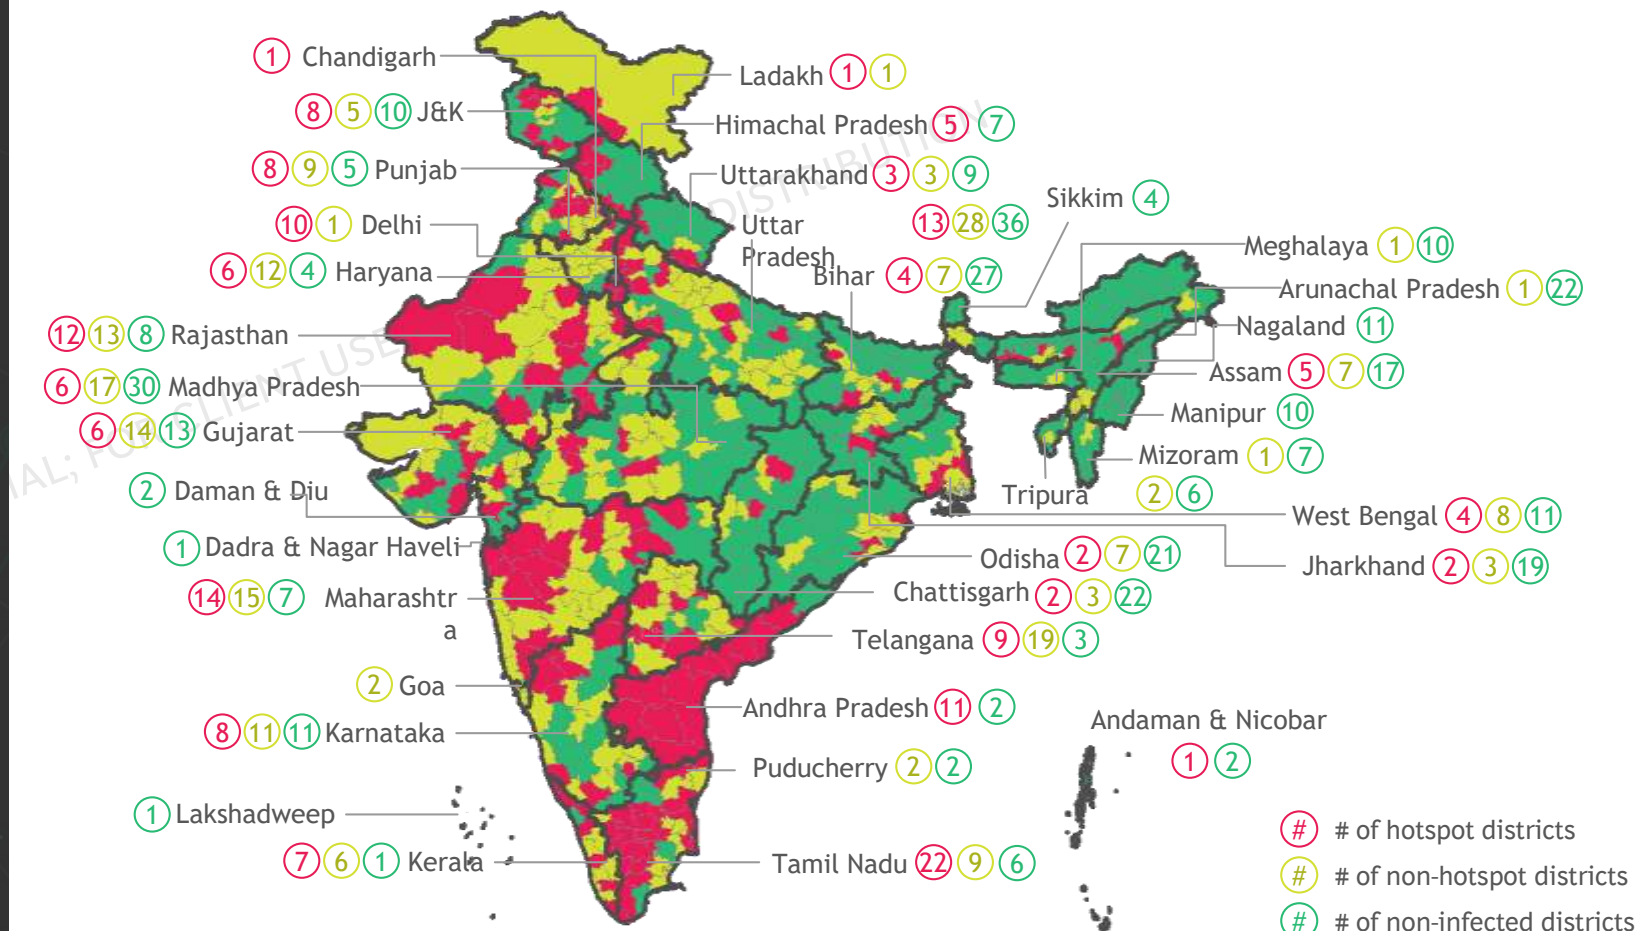 1 Chandigarh
Ladakh 1 1
8 5 10 J&K
Himachal Pradesh 5 7
8 9 5 Punjab
Uttarakhand 3 3 9
Sikkim 4
10 1 Delhi
Uttar
Pradesh
13 28 36
Meghalaya 1 10
6 12 4 Haryana
Bihar 4 7 27
Arunachal Pradesh 1 22
12 13 8 Rajasthan
Nagaland 11
6 17 30 Madhya Pradesh
Assam 5 7 17
6 14 13 Gujarat
Manipur 10
Mizoram 1 7
2 Daman & Diu
Tripura
2 6
West Bengal 4 8 11
1 Dadra & Nagar Haveli
Odisha 2 7 21
Jharkhand 2 3 19
14 15 7 Maharashtr
a
Chattisgarh 2 3 22
Telangana 9 19 3
2 Goa
Andhra Pradesh 11 2
Andaman & Nicobar
1 2
8 11 11 Karnataka
Puducherry 2 2
1 Lakshadweep
7 6 1 Kerala
Tamil Nadu 22 9 6
# # of hotspot districts
# # of non-hotspot districts
# # of non-infected districts
CLIENT USE
DISTRIBUTION